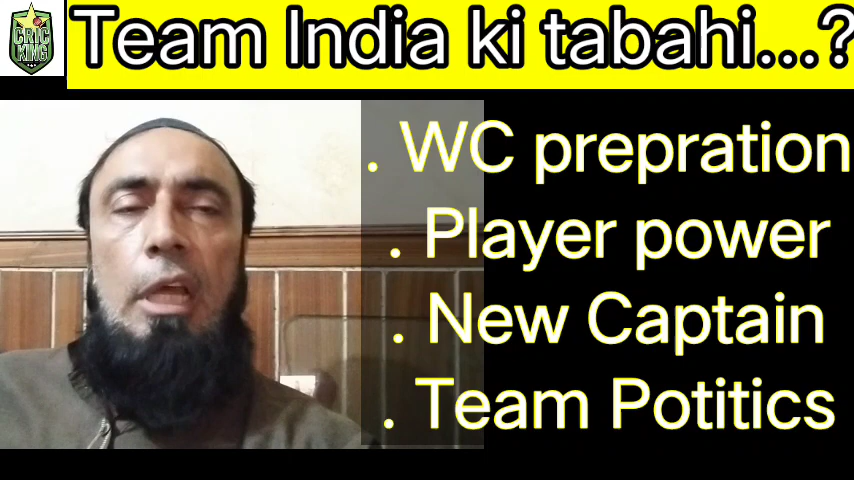 CRIC
KING
Team India ki tabahi...?
. WC prepration
. Player power
. New Captain
. Team Potitics